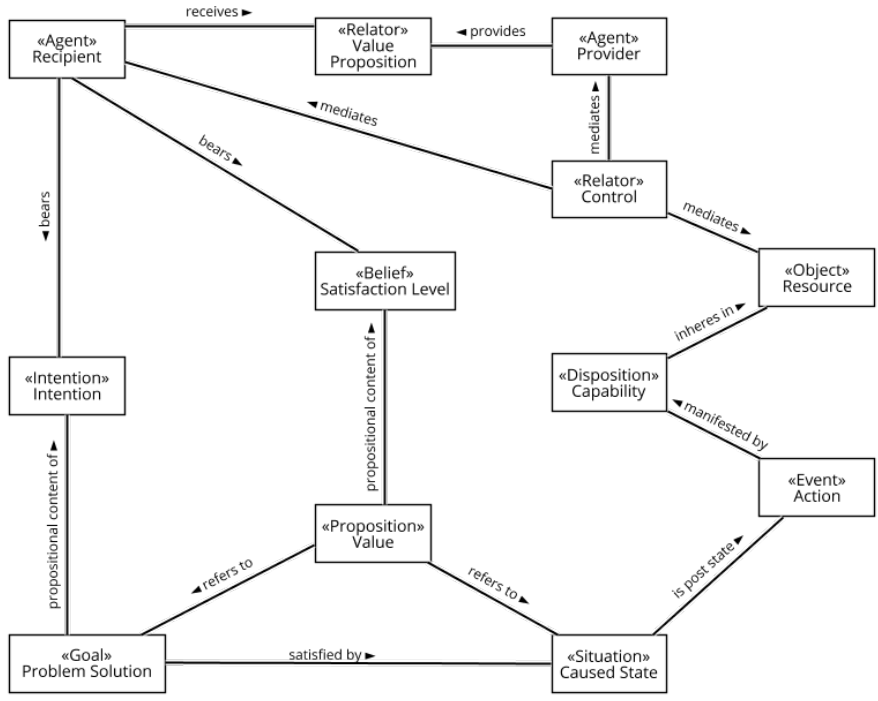 receives ►
«Agent»
Recipient
«Relator»
Value
Proposition
◄ provides
«Agent»
Provider
◄ mediates
mediates ►
bears ►
◄ bears
«Relator»
Control
mediates ►
«Object»
Resource
«Belief»
Satisfaction Level
inheres in ►
propositional content of ►
«Intention»
Intention
«Disposition»
Capability
◄ manifested by
propositional content of ►
«Event»
Action
«Proposition»
Value
◄ refers to
refers to ►
is post state ►
«Goal»
Problem Solution
satisfied by ►
«Situation»
Caused State